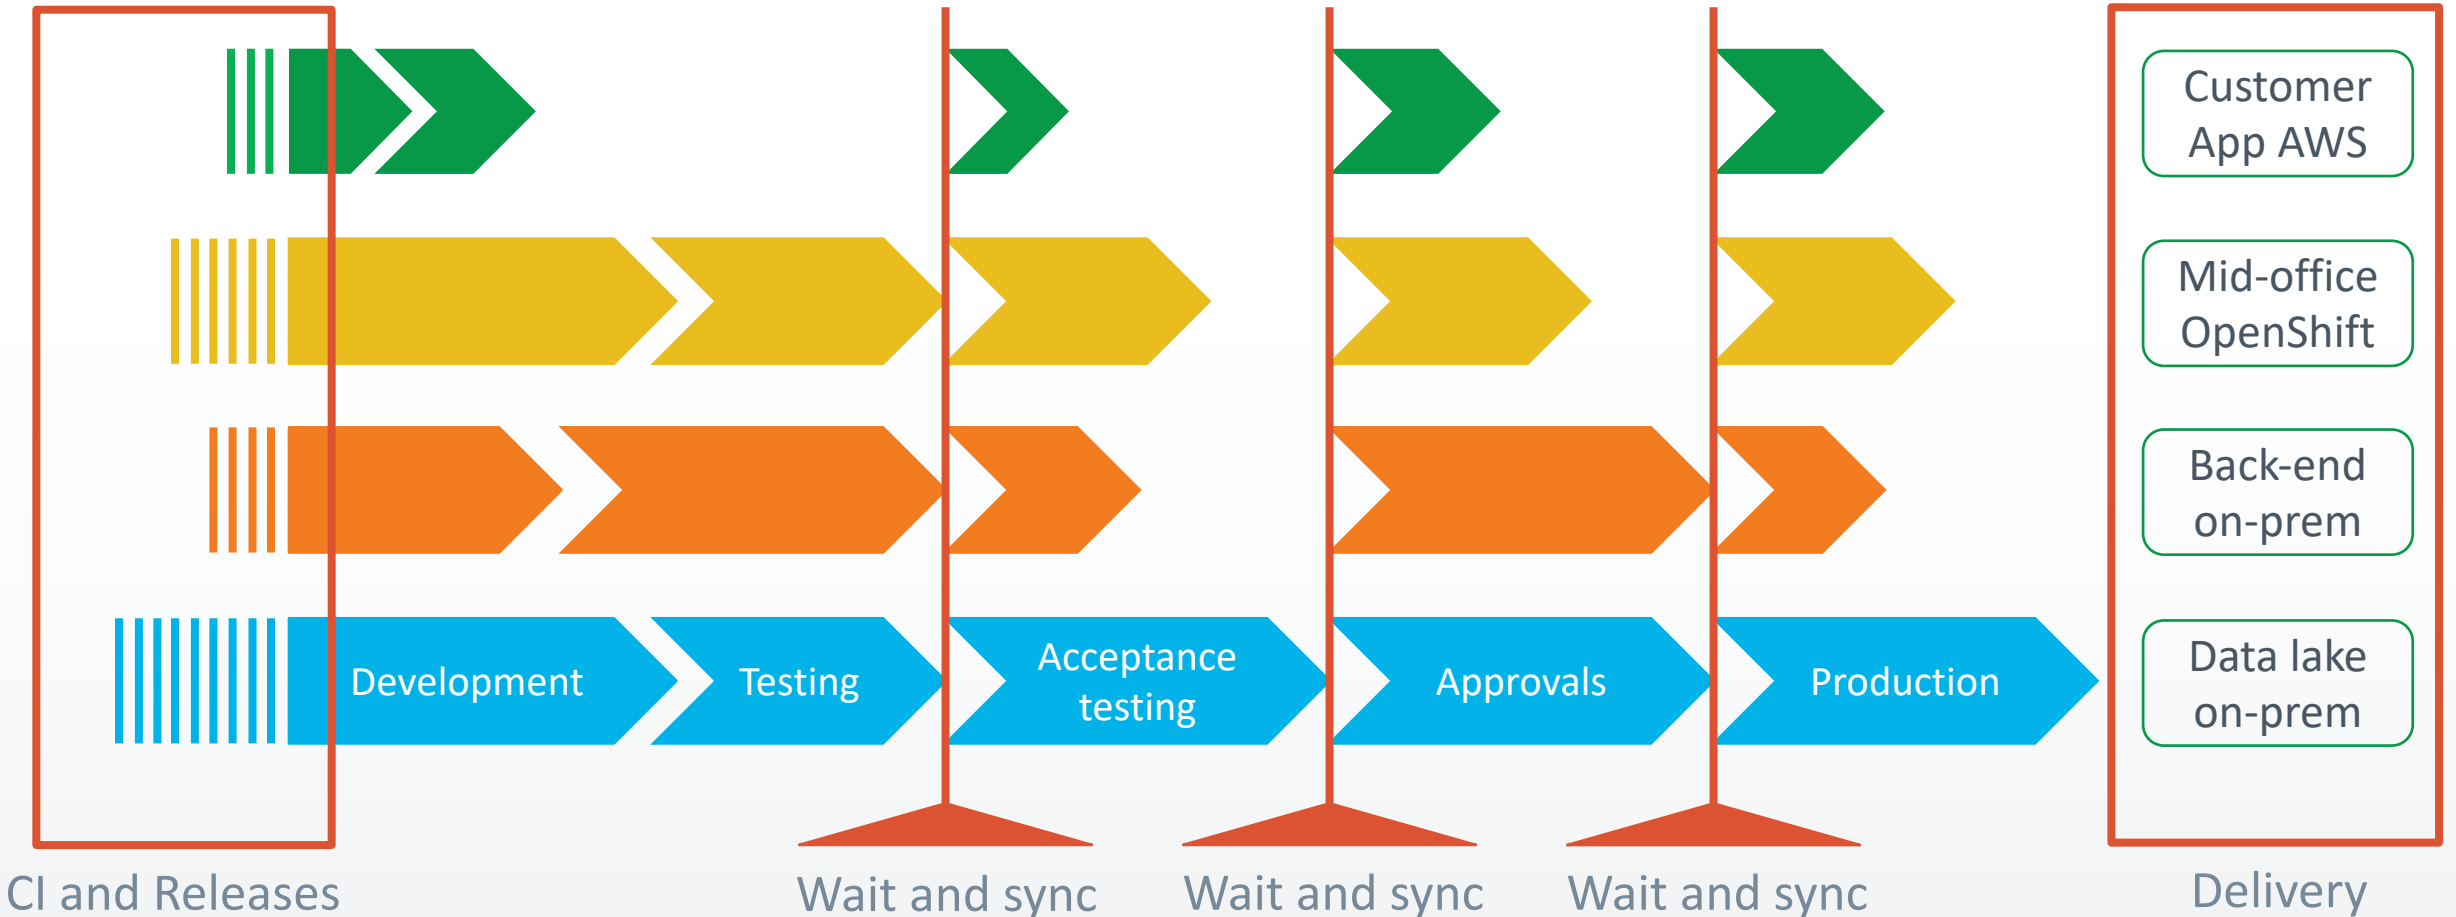 Customer
App AWS
Mid-office
OpenShift
Back-end
on-prem
Development
Testing
Acceptance
testing
Approvals
Production
Data lake
on-prem
CI and Releases
Wait and sync
Wait and sync
Wait and sync
Delivery